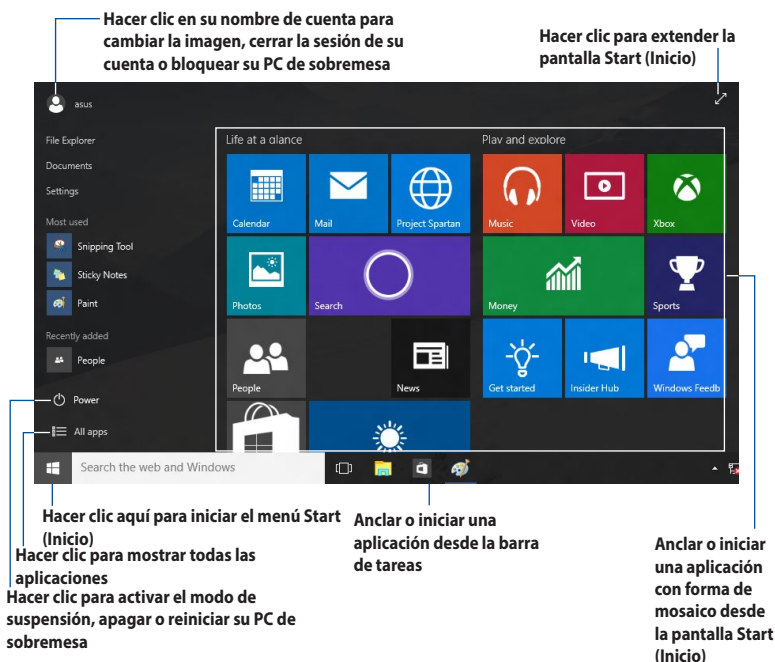 Hacer clic en su nombre de cuenta para
cambiar la imagen, cerrar la sesión de su
cuenta o bloquear su PC de sobremesa
Hacer clic para extender la
pantalla Start (Inicio)
asus
File Explorer
Documents
Settings
Most used
Snipping Tool
Sticky Notes
Paint
Recently added
People
Power
All apps
Search the web and Windows
Life at a glance
Calendar
Mail
Project Spartan
Photos
Search
People
News
Play and explore
Music
Video
Xbox
Money
Sports
Get started
Insider Hub
Windows Feedb
Hacer clic aquí para iniciar el menú Start
(Inicio)
Hacer clic para mostrar todas las
aplicaciones
Hacer clic para activar el modo de
suspensión, apagar o reiniciar su PC de
sobremesa
Anclar o iniciar una
aplicación desde la barra
de tareas
Anclar o iniciar
una aplicación
con forma de
mosaico desde
la pantalla Start
(Inicio)